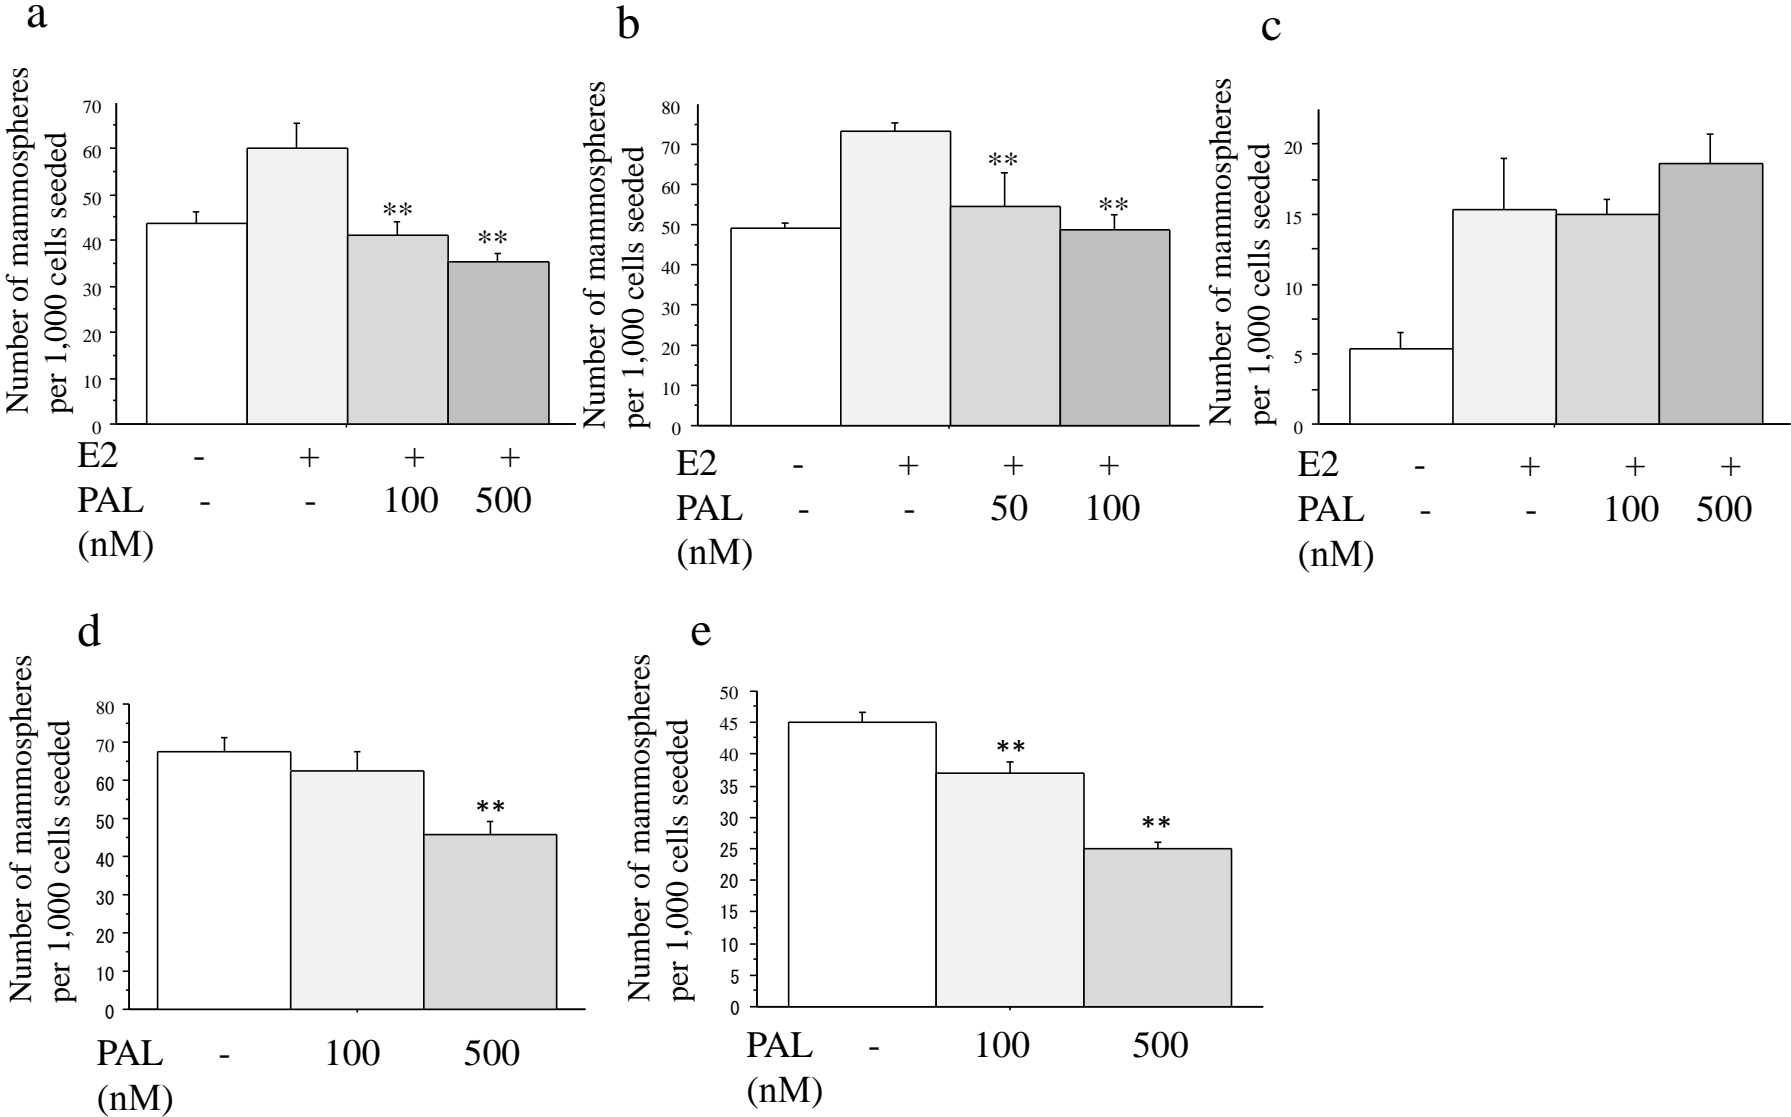 a
Number of mammospheres
per 1,000 cells seeded
70
60
50
40
30
20
10
0
**
**
E2 - + + +
PAL - - 100 500
(nM)
b
Number of mammospheres
per 1,000 cells seeded
80
70
60
50
40
30
20
10
0
**
**
E2 - + + +
PAL - - 50 100
(nM)
c
Number of mammospheres
per 1,000 cells seeded
20
15
10
5
0
E2 - + + +
PAL - - 100 500
(nM)
d
Number of mammospheres
per 1,000 cells seeded
80
70
60
50
40
30
20
10
0
**
PAL - 100 500
(nM)
e
Number of mammospheres
per 1,000 cells seeded
50
45
40
35
30
25
20
15
10
5
0
**
**
PAL - 100 500
(nM)